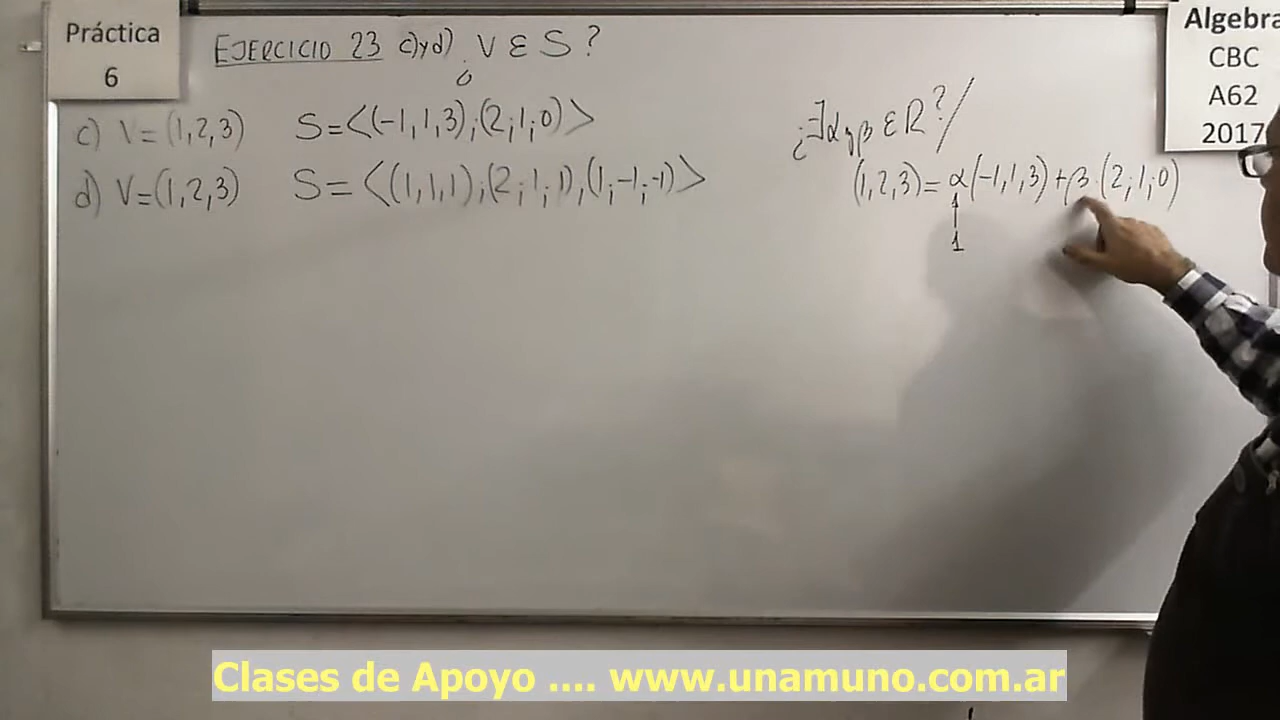 Práctica
6
EJERCICIO 23 c) y d) ¿ V ∈ S ?
c) V = (1,2,3) S = <(-1,1,3);(2;1;0)>
d) V = (1,2,3) S = <(1,1,1);(2;1;1),(1;-1;-1)>
¿∃ α y β ∈ R ? /
(1,2,3) = α(-1,1,3) + β.(2;1;0)
1
Algebra
CBC
A62
2017
Clases de Apoyo .... www.unamuno.com.ar